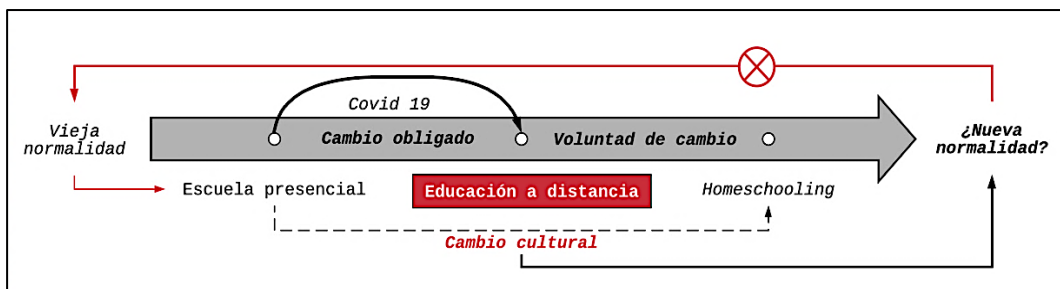 Covid 19
Vieja
normalidad
Cambio obligado
Voluntad de cambio
¿Nueva
normalidad?
Escuela presencial
Educación a distancia
Homeschooling
Cambio cultural